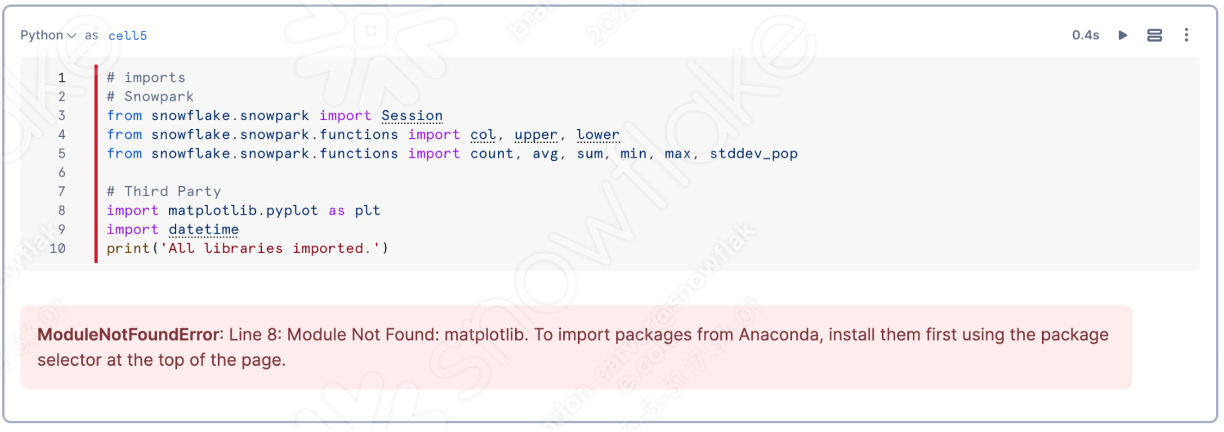 Python as cell5 0.4s
1 # imports
2 # Snowpark
3 from snowflake.snowpark import Session
4 from snowflake.snowpark.functions import col, upper, lower
5 from snowflake.snowpark.functions import count, avg, sum, min, max, stddev_pop
6
7 # Third Party
8 import matplotlib.pyplot as plt
9 import datetime
10 print('All libraries imported.')
ModuleNotFoundError: Line 8: Module Not Found: matplotlib. To import packages from Anaconda, install them first using the package
selector at the top of the page.
snowflake